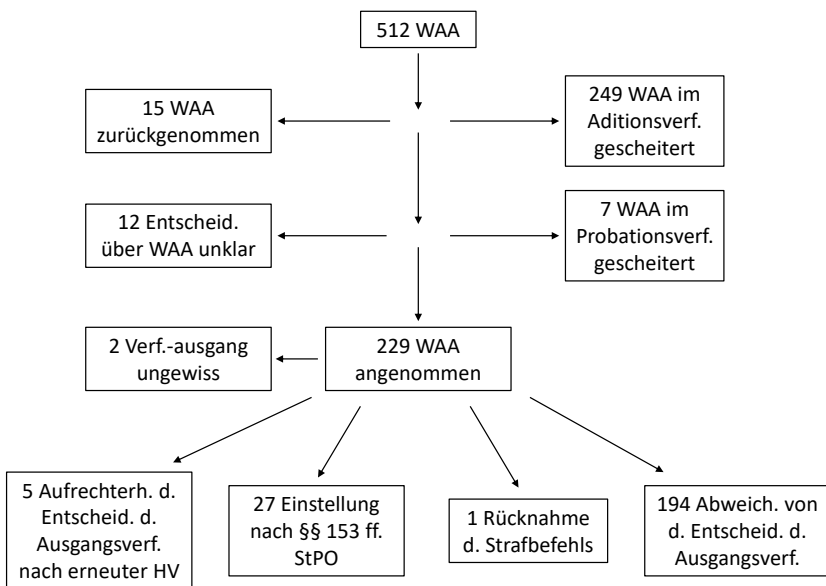 512 WAA
15 WAA
zurückgenommen
249 WAA im
Aditionsverf.
gescheitert
12 Entscheid.
über WAA unklar
7 WAA im
Probationsverf.
gescheitert
2 Verf.-ausgang
ungewiss
229 WAA
angenommen
5 Aufrechterh. d.
Entscheid. d.
Ausgangsverf.
nach erneuter HV
27 Einstellung
nach §§ 153 ff.
StPO
1 Rücknahme
d. Strafbefehls
194 Abweich. von
d. Entscheid. d.
Ausgangsverf.